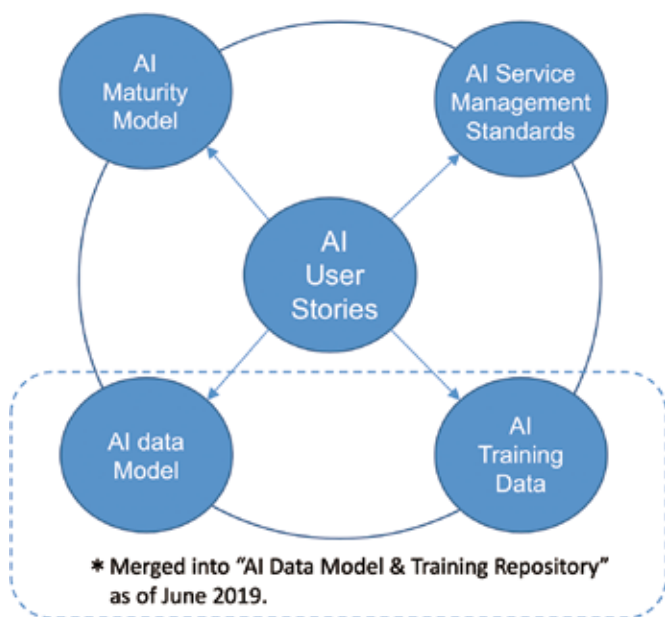 AI
Maturity
Model
AI Service
Management
Standards
AI
User
Stories
AI data
Model
AI
Training
Data
* Merged into “AI Data Model & Training Repository”
as of June 2019.